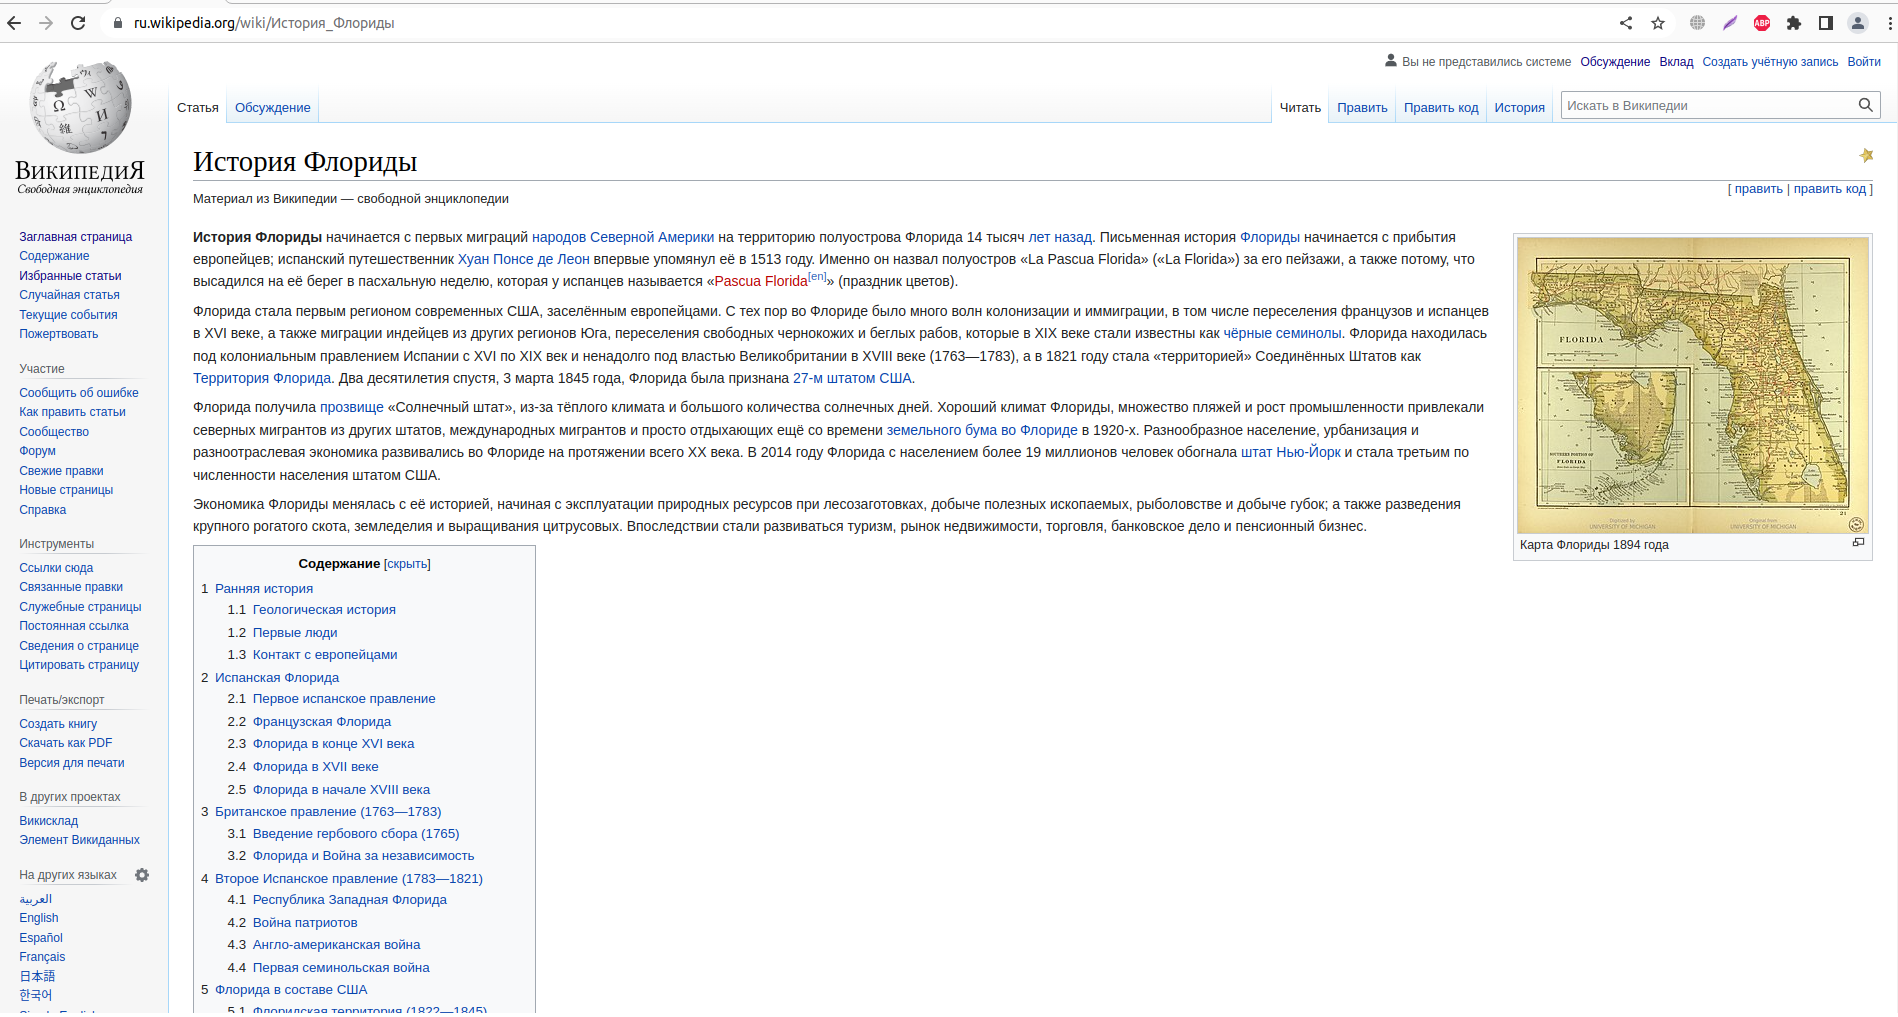 ru.wikipedia.org/wiki/История_Флориды
ABP
Вы не представились системе Обсуждение Вклад Создать учётную запись Войти
Статья Обсуждение
Читать Править Править код История
Искать в Википедии
Ω W И 維
ВИКИПЕДИЯ
Свободная энциклопедия
Заглавная страница
Содержание
Избранные статьи
Случайная статья
Текущие события
Пожертвовать
Участие
Сообщить об ошибке
Как править статьи
Сообщество
Форум
Свежие правки
Новые страницы
Справка
Инструменты
Ссылки сюда
Связанные правки
Служебные страницы
Постоянная ссылка
Сведения о странице
Цитировать страницу
Печать/экспорт
Создать книгу
Скачать как PDF
Версия для печати
В других проектах
Викисклад
Элемент Викиданных
На других языках
العربية
English
Español
Français
日本語
한국어
История Флориды
[ править | править код ]
Материал из Википедии — свободной энциклопедии
История Флориды начинается с первых миграций народов Северной Америки на территорию полуострова Флорида 14 тысяч лет назад. Письменная история Флориды начинается с прибытия
европейцев; испанский путешественник Хуан Понсе де Леон впервые упомянул её в 1513 году. Именно он назвал полуостров «La Pascua Florida» («La Florida») за его пейзажи, а также потому, что
высадился на её берег в пасхальную неделю, которая у испанцев называется «Pascua Florida[en]» (праздник цветов).
Флорида стала первым регионом современных США, заселённым европейцами. С тех пор во Флориде было много волн колонизации и иммиграции, в том числе переселения французов и испанцев
в XVI веке, а также миграции индейцев из других регионов Юга, переселения свободных чернокожих и беглых рабов, которые в XIX веке стали известны как чёрные семинолы. Флорида находилась
под колониальным правлением Испании с XVI по XIX век и ненадолго под властью Великобритании в XVIII веке (1763—1783), а в 1821 году стала «территорией» Соединённых Штатов как
Территория Флорида. Два десятилетия спустя, 3 марта 1845 года, Флорида была признана 27-м штатом США.
Флорида получила прозвище «Солнечный штат», из-за тёплого климата и большого количества солнечных дней. Хороший климат Флориды, множество пляжей и рост промышленности привлекали
северных мигрантов из других штатов, международных мигрантов и просто отдыхающих ещё со времени земельного бума во Флориде в 1920-х. Разнообразное население, урбанизация и
разноотраслевая экономика развивались во Флориде на протяжении всего XX века. В 2014 году Флорида с населением более 19 миллионов человек обогнала штат Нью-Йорк и стала третьим по
численности населения штатом США.
Экономика Флориды менялась с её историей, начиная с эксплуатации природных ресурсов при лесозаготовках, добыче полезных ископаемых, рыболовстве и добыче губок; а также разведения
крупного рогатого скота, земледелия и выращивания цитрусовых. Впоследствии стали развиваться туризм, рынок недвижимости, торговля, банковское дело и пенсионный бизнес.
FLORIDA
SOUTHERN PORTION OF
FLORIDA
Digitized by
UNIVERSITY OF MICHIGAN
Original from
UNIVERSITY OF MICHIGAN
21
Карта Флориды 1894 года
Содержание [скрыть]
1 Ранняя история
1.1 Геологическая история
1.2 Первые люди
1.3 Контакт с европейцами
2 Испанская Флорида
2.1 Первое испанское правление
2.2 Французская Флорида
2.3 Флорида в конце XVI века
2.4 Флорида в XVII веке
2.5 Флорида в начале XVIII века
3 Британское правление (1763—1783)
3.1 Введение гербового сбора (1765)
3.2 Флорида и Война за независимость
4 Второе Испанское правление (1783—1821)
4.1 Республика Западная Флорида
4.2 Война патриотов
4.3 Англо-американская война
4.4 Первая семинольская война
5 Флорида в составе США
5.1 Флоридская территория (1822—1845)